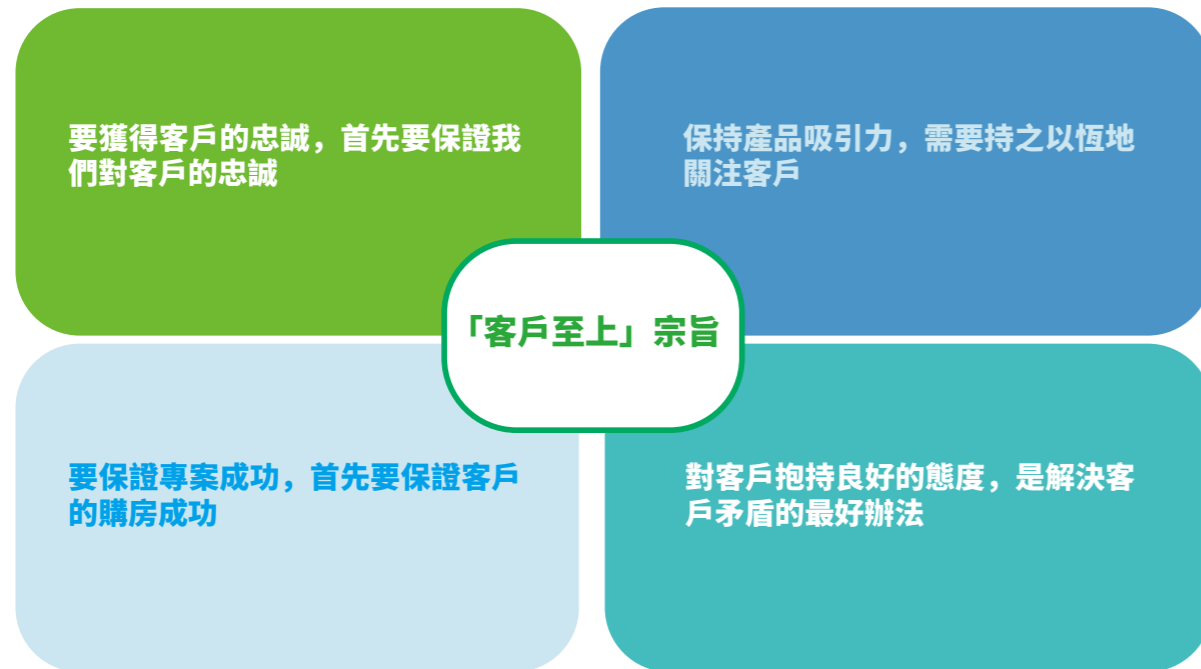 要獲得客戶的忠誠，首先要保證我
們對客戶的忠誠
保持產品吸引力，需要持之以恆地
關注客戶
「客戶至上」宗旨
要保證專案成功，首先要保證客戶
的購房成功
對客戶抱持良好的態度，是解決客
戶矛盾的最好辦法